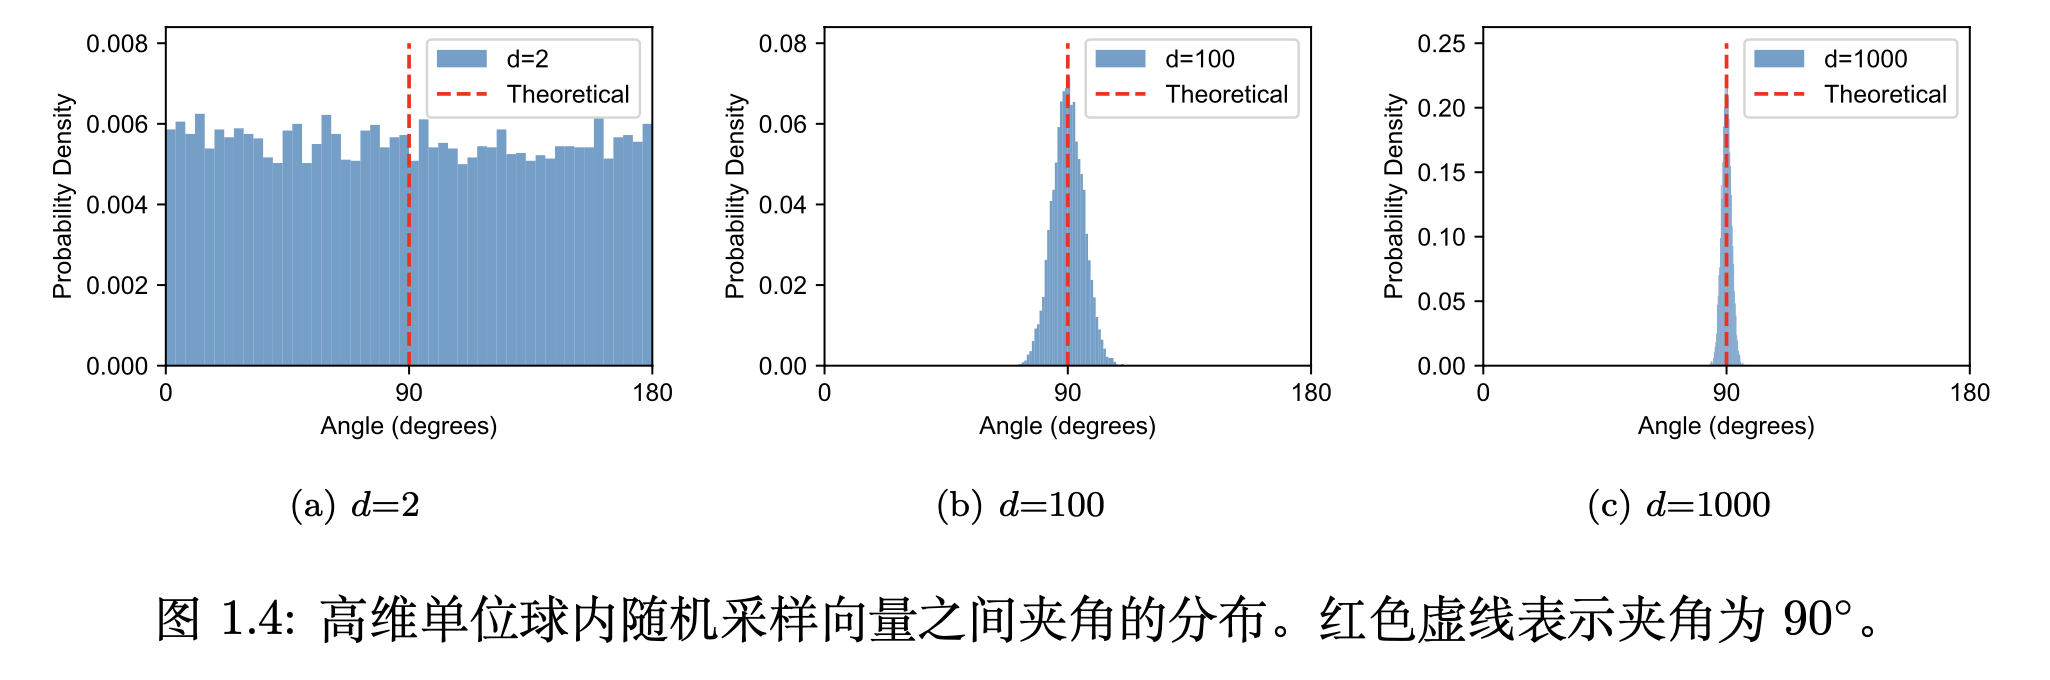 0.008
0.006
0.004
0.002
0.000
Probability Density
d=2
Theoretical
0
90
180
Angle (degrees)
(a) d=2
0.08
0.06
0.04
0.02
0.00
Probability Density
d=100
Theoretical
0
90
180
Angle (degrees)
(b) d=100
0.25
0.20
0.15
0.10
0.05
0.00
Probability Density
d=1000
Theoretical
0
90
180
Angle (degrees)
(c) d=1000
图 1.4: 高维单位球内随机采样向量之间夹角的分布。红色虚线表示夹角为 90°。